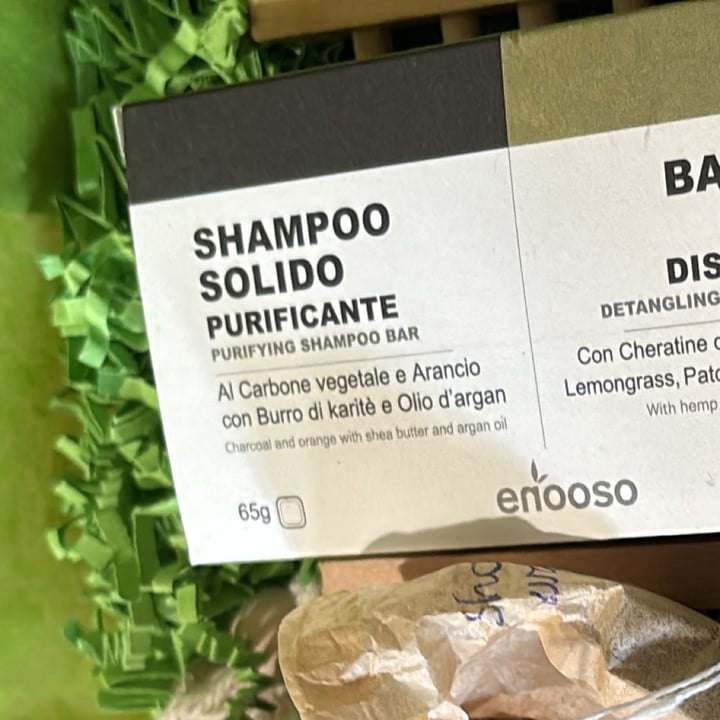 SHAMPOO
SOLIDO
PURIFICANTE
PURIFYING SHAMPOO BAR
Al Carbone vegetale e Arancio
con Burro di karitè e Olio d'argan
Charcoal and orange with shea butter and argan oil
65g
BA
DIS
DETANGLING
Con Cheratine
Lemongrass, Patc
With hemp
enooso